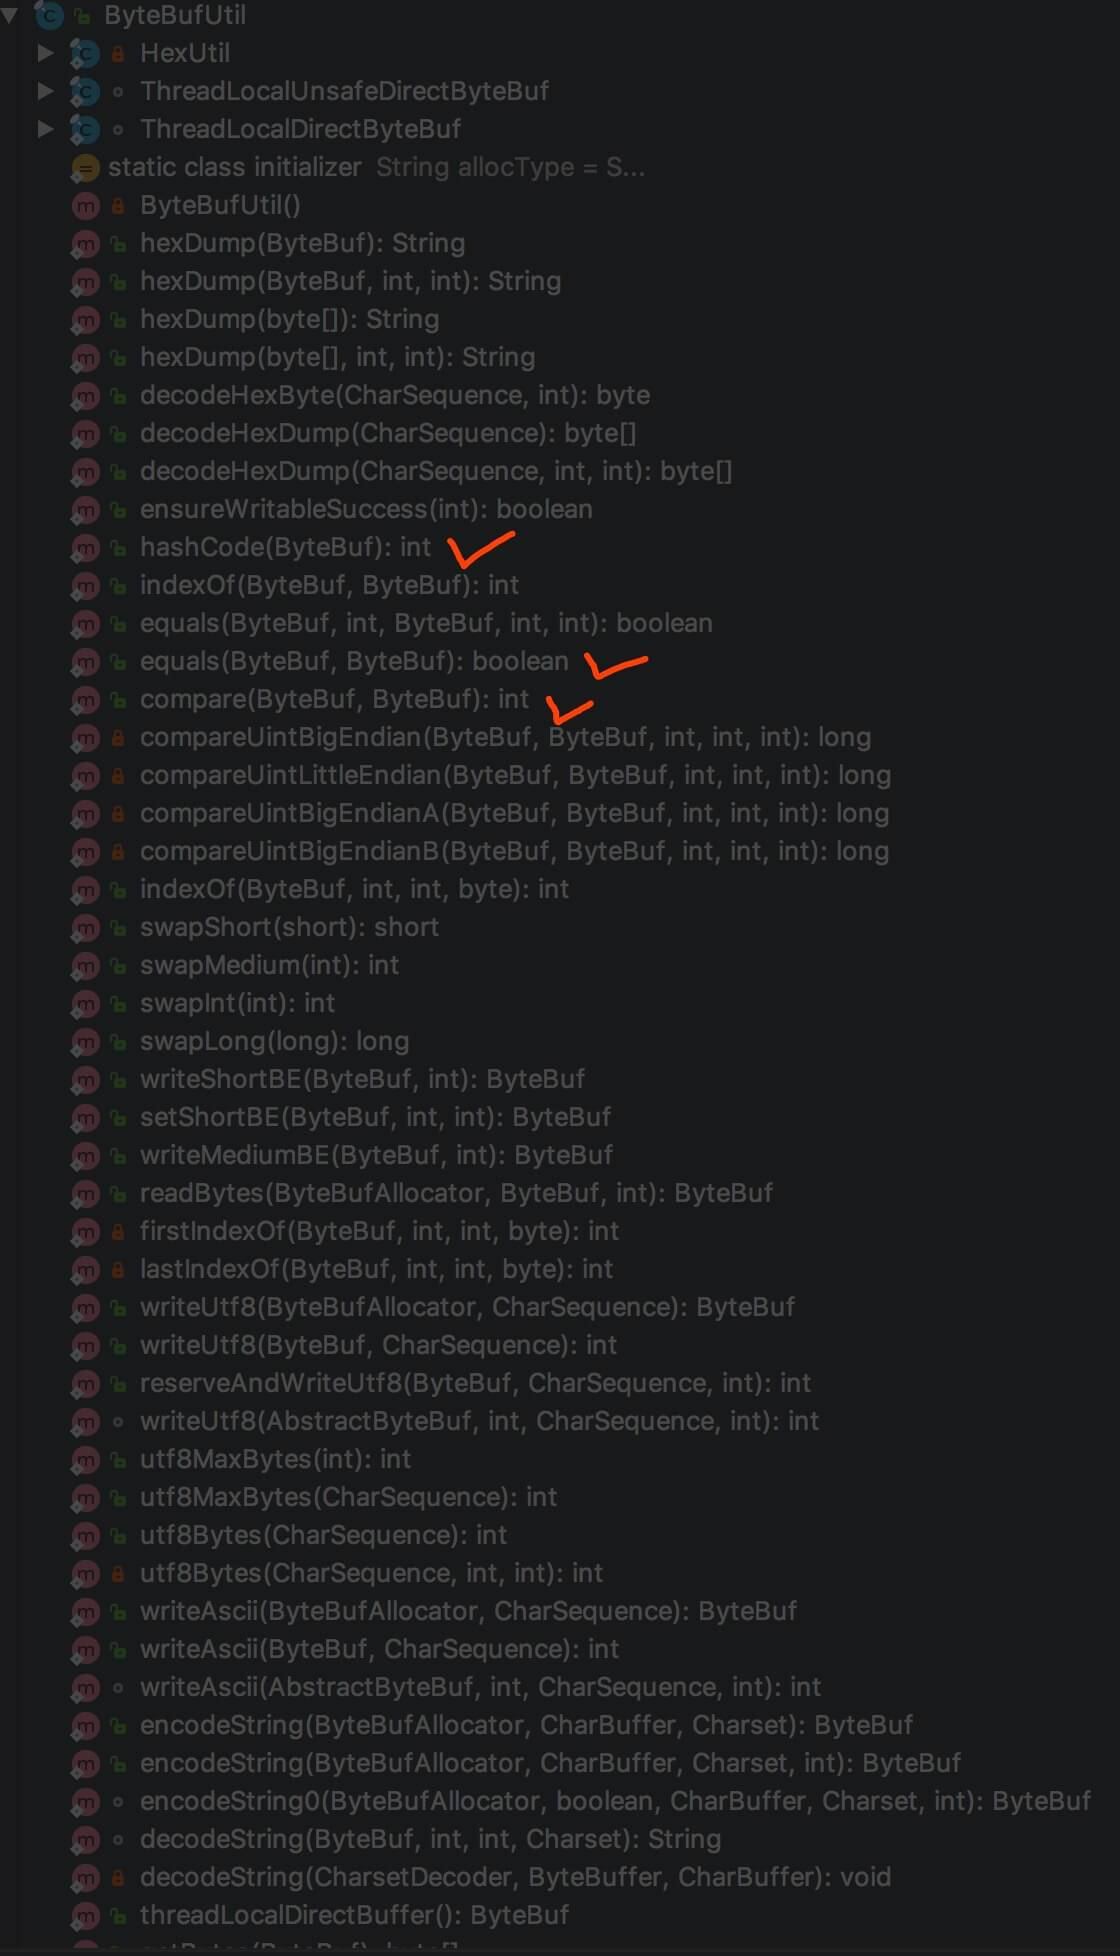 ByteBufUtil
HexUtil
ThreadLocalUnsafeDirectByteBuf
ThreadLocalDirectByteBuf
static class initializer String allocType = S...
ByteBufUtil()
hexDump(ByteBuf): String
hexDump(ByteBuf, int, int): String
hexDump(byte[]): String
hexDump(byte[], int, int): String
decodeHexByte(CharSequence, int): byte
decodeHexDump(CharSequence): byte[]
decodeHexDump(CharSequence, int, int): byte[]
ensureWritableSuccess(int): boolean
hashCode(ByteBuf): int
indexOf(ByteBuf, ByteBuf): int
equals(ByteBuf, int, ByteBuf, int, int): boolean
equals(ByteBuf, ByteBuf): boolean
compare(ByteBuf, ByteBuf): int
compareUintBigEndian(ByteBuf, ByteBuf, int, int, int): long
compareUintLittleEndian(ByteBuf, ByteBuf, int, int, int): long
compareUintBigEndianA(ByteBuf, ByteBuf, int, int, int): long
compareUintBigEndianB(ByteBuf, ByteBuf, int, int, int): long
indexOf(ByteBuf, int, int, byte): int
swapShort(short): short
swapMedium(int): int
swapInt(int): int
swapLong(long): long
writeShortBE(ByteBuf, int): ByteBuf
setShortBE(ByteBuf, int, int): ByteBuf
writeMediumBE(ByteBuf, int): ByteBuf
readBytes(ByteBufAllocator, ByteBuf, int): ByteBuf
firstIndexOf(ByteBuf, int, int, byte): int
lastIndexOf(ByteBuf, int, int, byte): int
writeUtf8(ByteBufAllocator, CharSequence): ByteBuf
writeUtf8(ByteBuf, CharSequence): int
reserveAndWriteUtf8(ByteBuf, CharSequence, int): int
writeUtf8(AbstractByteBuf, int, CharSequence, int): int
utf8MaxBytes(int): int
utf8MaxBytes(CharSequence): int
utf8Bytes(CharSequence): int
utf8Bytes(CharSequence, int, int): int
writeAscii(ByteBufAllocator, CharSequence): ByteBuf
writeAscii(ByteBuf, CharSequence): int
writeAscii(AbstractByteBuf, int, CharSequence, int): int
encodeString(ByteBufAllocator, CharBuffer, Charset): ByteBuf
encodeString(ByteBufAllocator, CharBuffer, Charset, int): ByteBuf
encodeString0(ByteBufAllocator, boolean, CharBuffer, Charset, int): ByteBuf
decodeString(ByteBuf, int, int, Charset): String
decodeString(CharsetDecoder, ByteBuffer, CharBuffer): void
threadLocalDirectBuffer(): ByteBuf